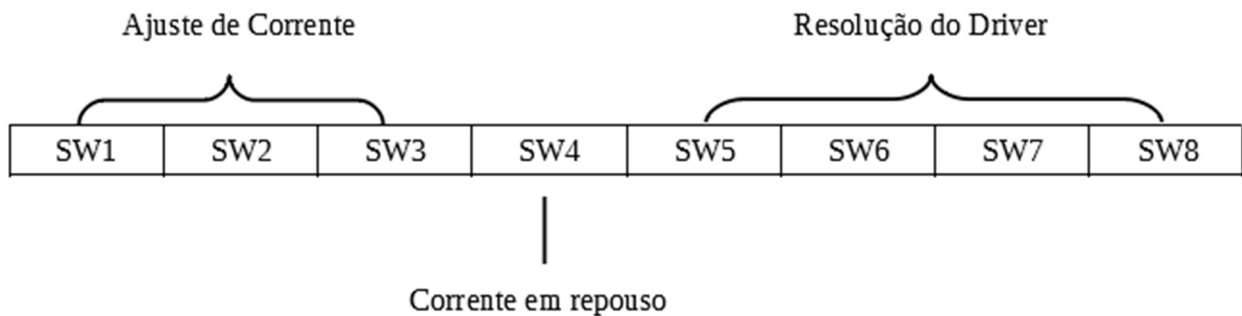 Ajuste de Corrente
Resolução do Driver
SW1 SW2 SW3 SW4 SW5 SW6 SW7 SW8
Corrente em repouso